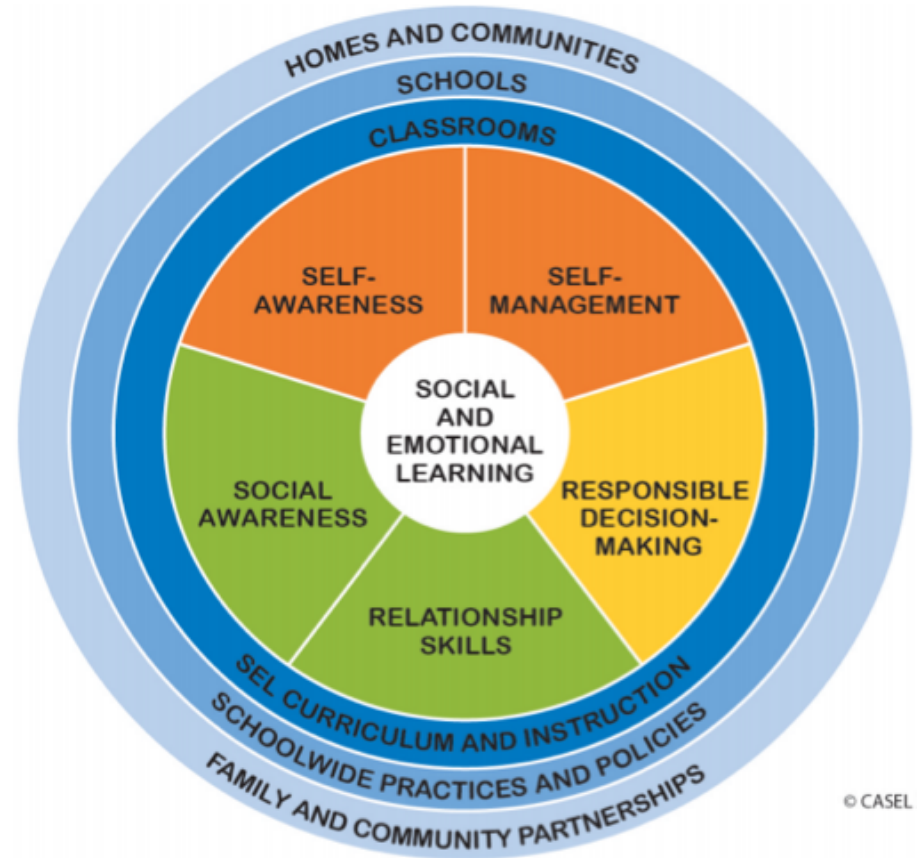 HOMES AND COMMUNITIES
SCHOOLS
CLASSROOMS
SELF-
AWARENESS
SELF-
MANAGEMENT
SOCIAL
AND
EMOTIONAL
LEARNING
SOCIAL
AWARENESS
RESPONSIBLE
DECISION-
MAKING
RELATIONSHIP
SKILLS
SEL CURRICULUM AND INSTRUCTION
SCHOOLWIDE PRACTICES AND POLICIES
FAMILY AND COMMUNITY PARTNERSHIPS
© CASEL